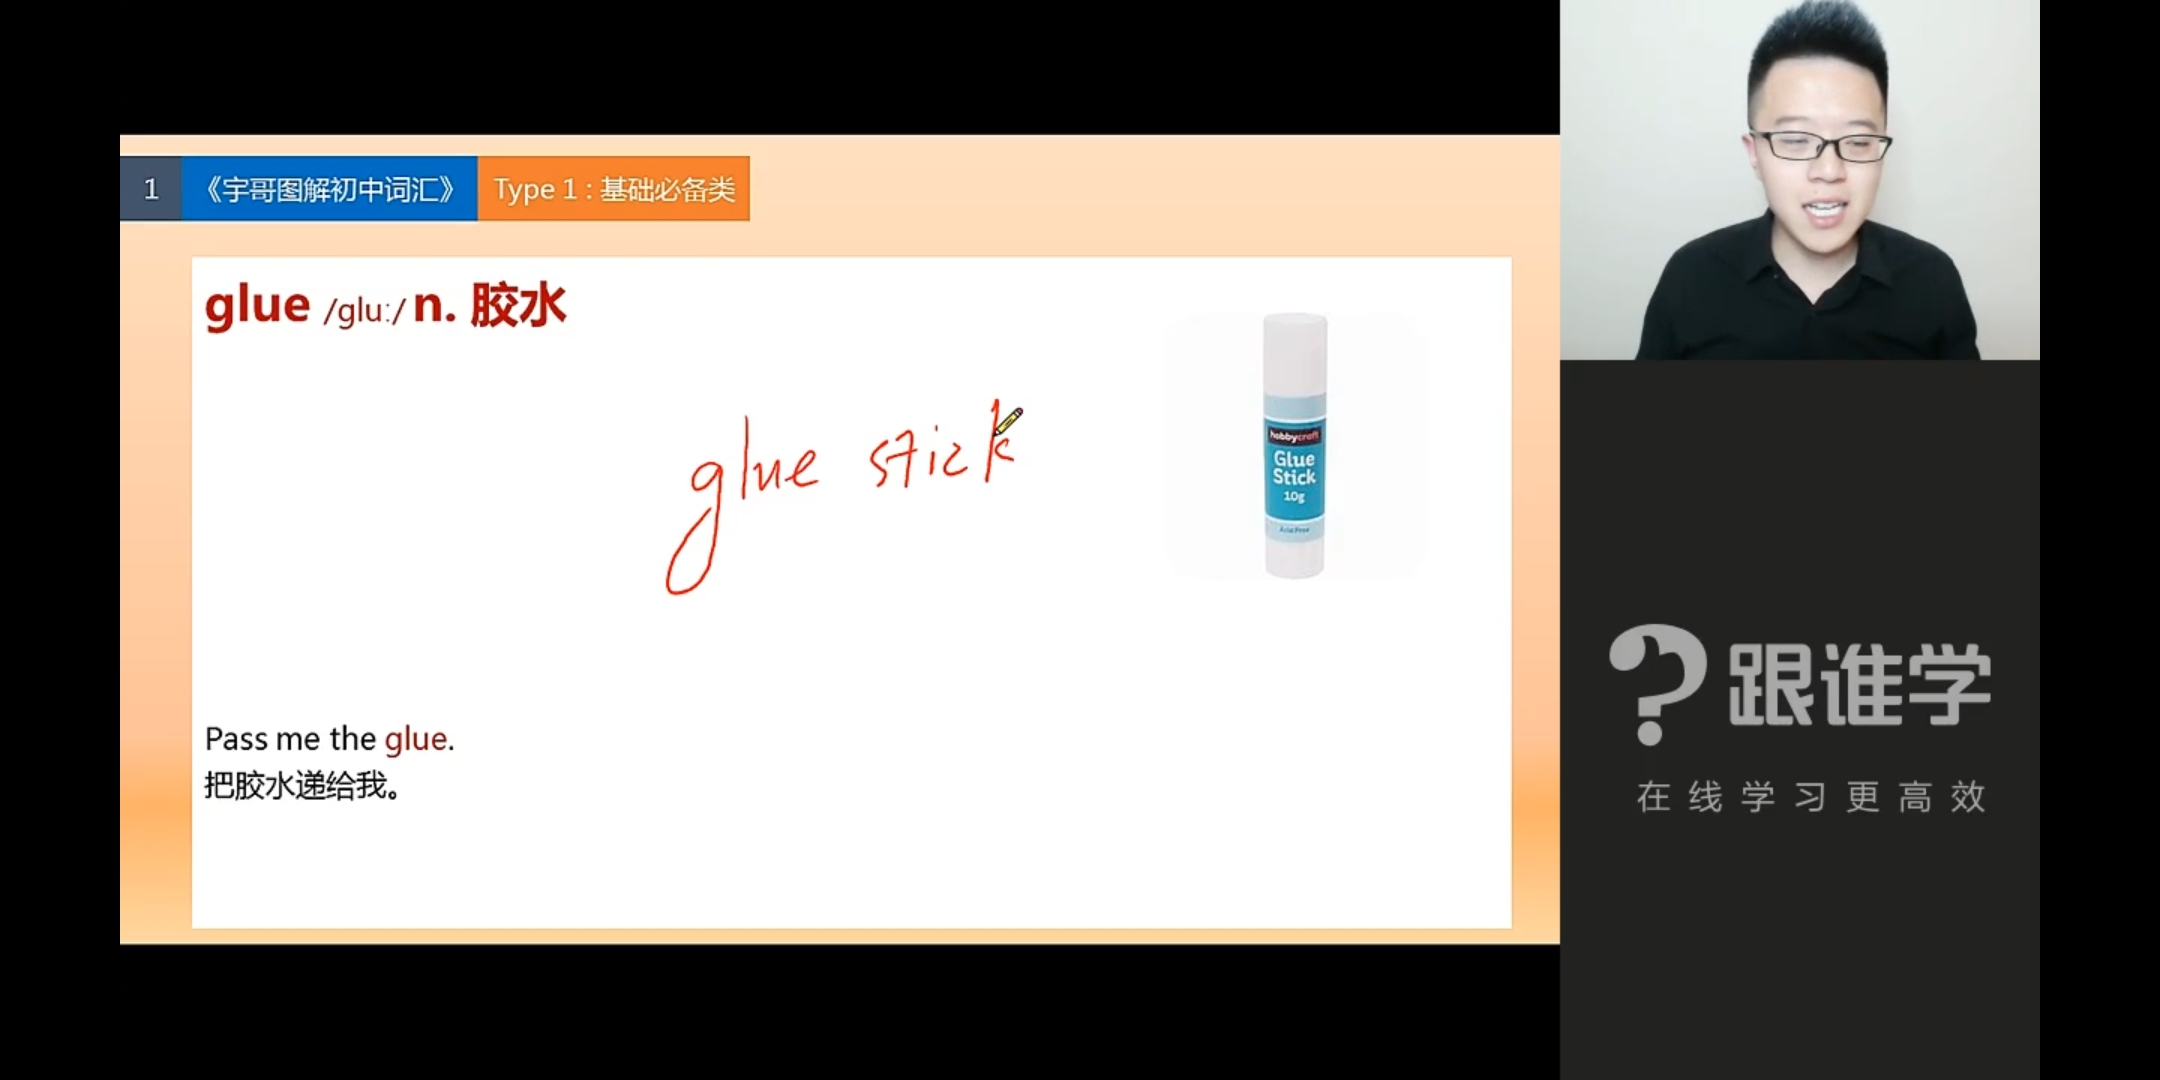 1 《宇哥图解初中词汇》 Type 1 : 基础必备类
glue /gluː/ n. 胶水
glue stick
hobbycraft
Glue
Stick
10g
Acid Free
Pass me the glue.
把胶水递给我。
跟谁学
在线学习更高效